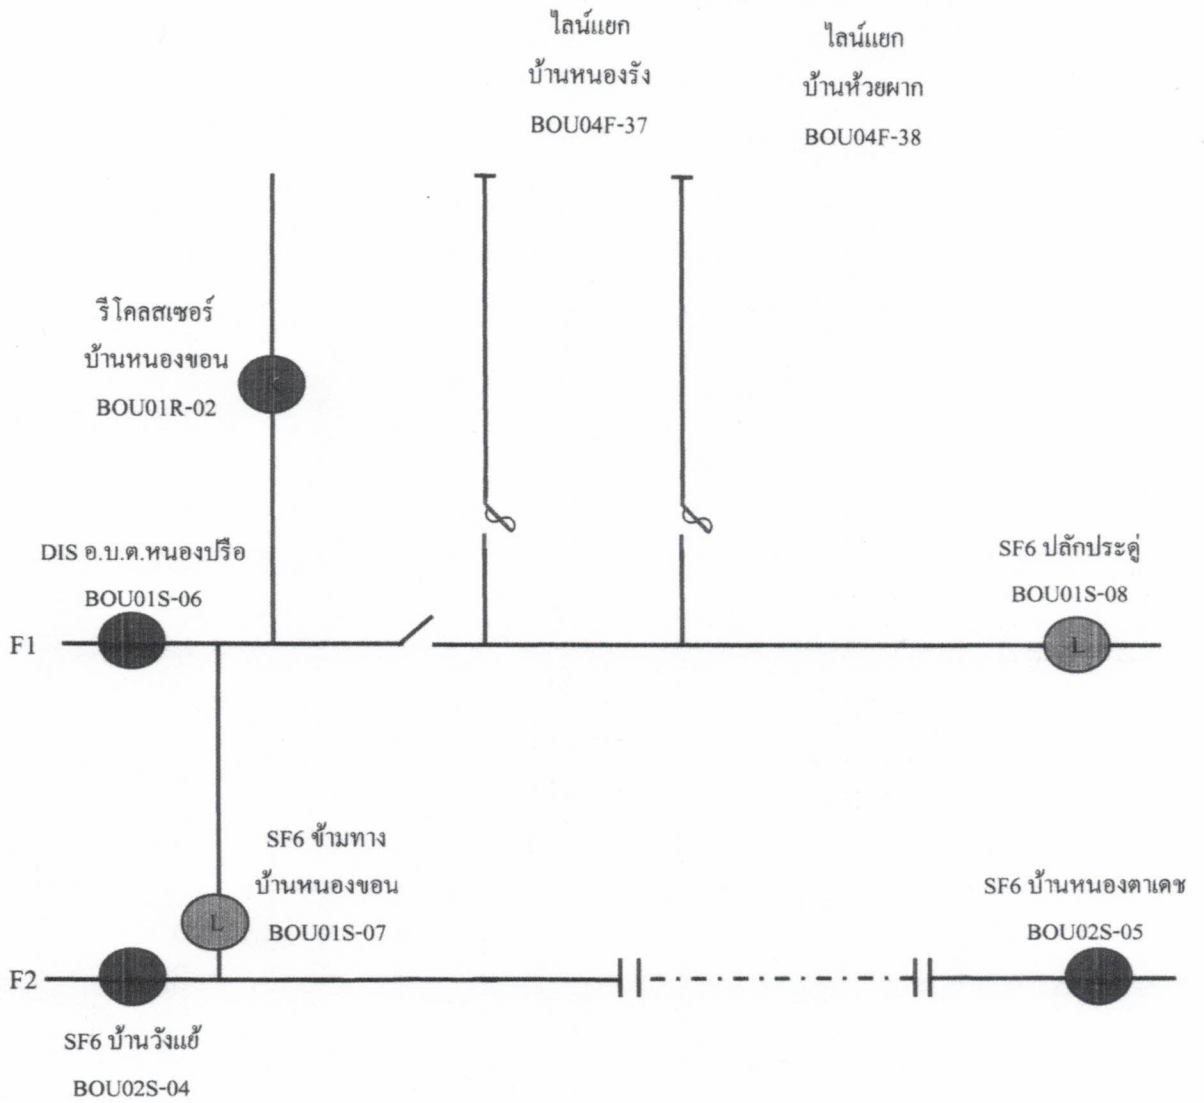 ไลน์แยก
บ้านหนองรัง
BOU04F-37
ไลน์แยก
บ้านห้วยผาก
BOU04F-38
รีโคลสเซอร์
บ้านหนองขอน
BOU01R-02
DIS อ.บ.ต.หนองปรือ
BOU01S-06
SF6 ปลักประดู่
BOU01S-08
F1
L
SF6 ข้ามทาง
บ้านหนองขอน
BOU01S-07
L
SF6 บ้านหนองตาเดช
BOU02S-05
F2
SF6 บ้านวังแย้
BOU02S-04